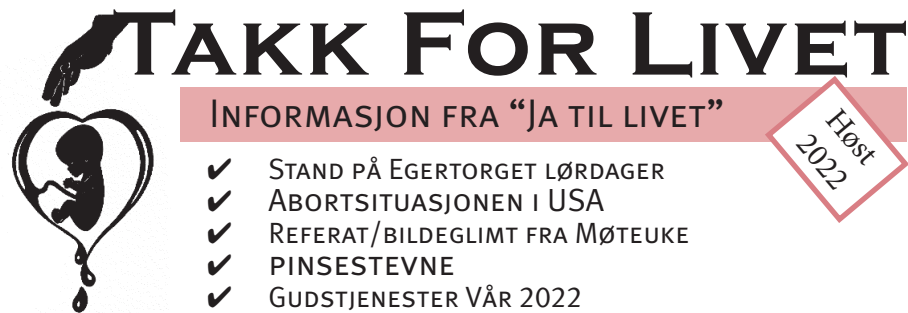 TAKK FOR LIVET
INFORMASJON FRA “JA TIL LIVET”
Høst
2022
✔ STAND PÅ EGERTORGET LØRDAGER
✔ ABORTSITUASJONEN I USA
✔ REFERAT/BILDEGLIMT FRA MØTEUKE
✔ PINSESTEVNE
✔ GUDSTJENESTER VÅR 2022